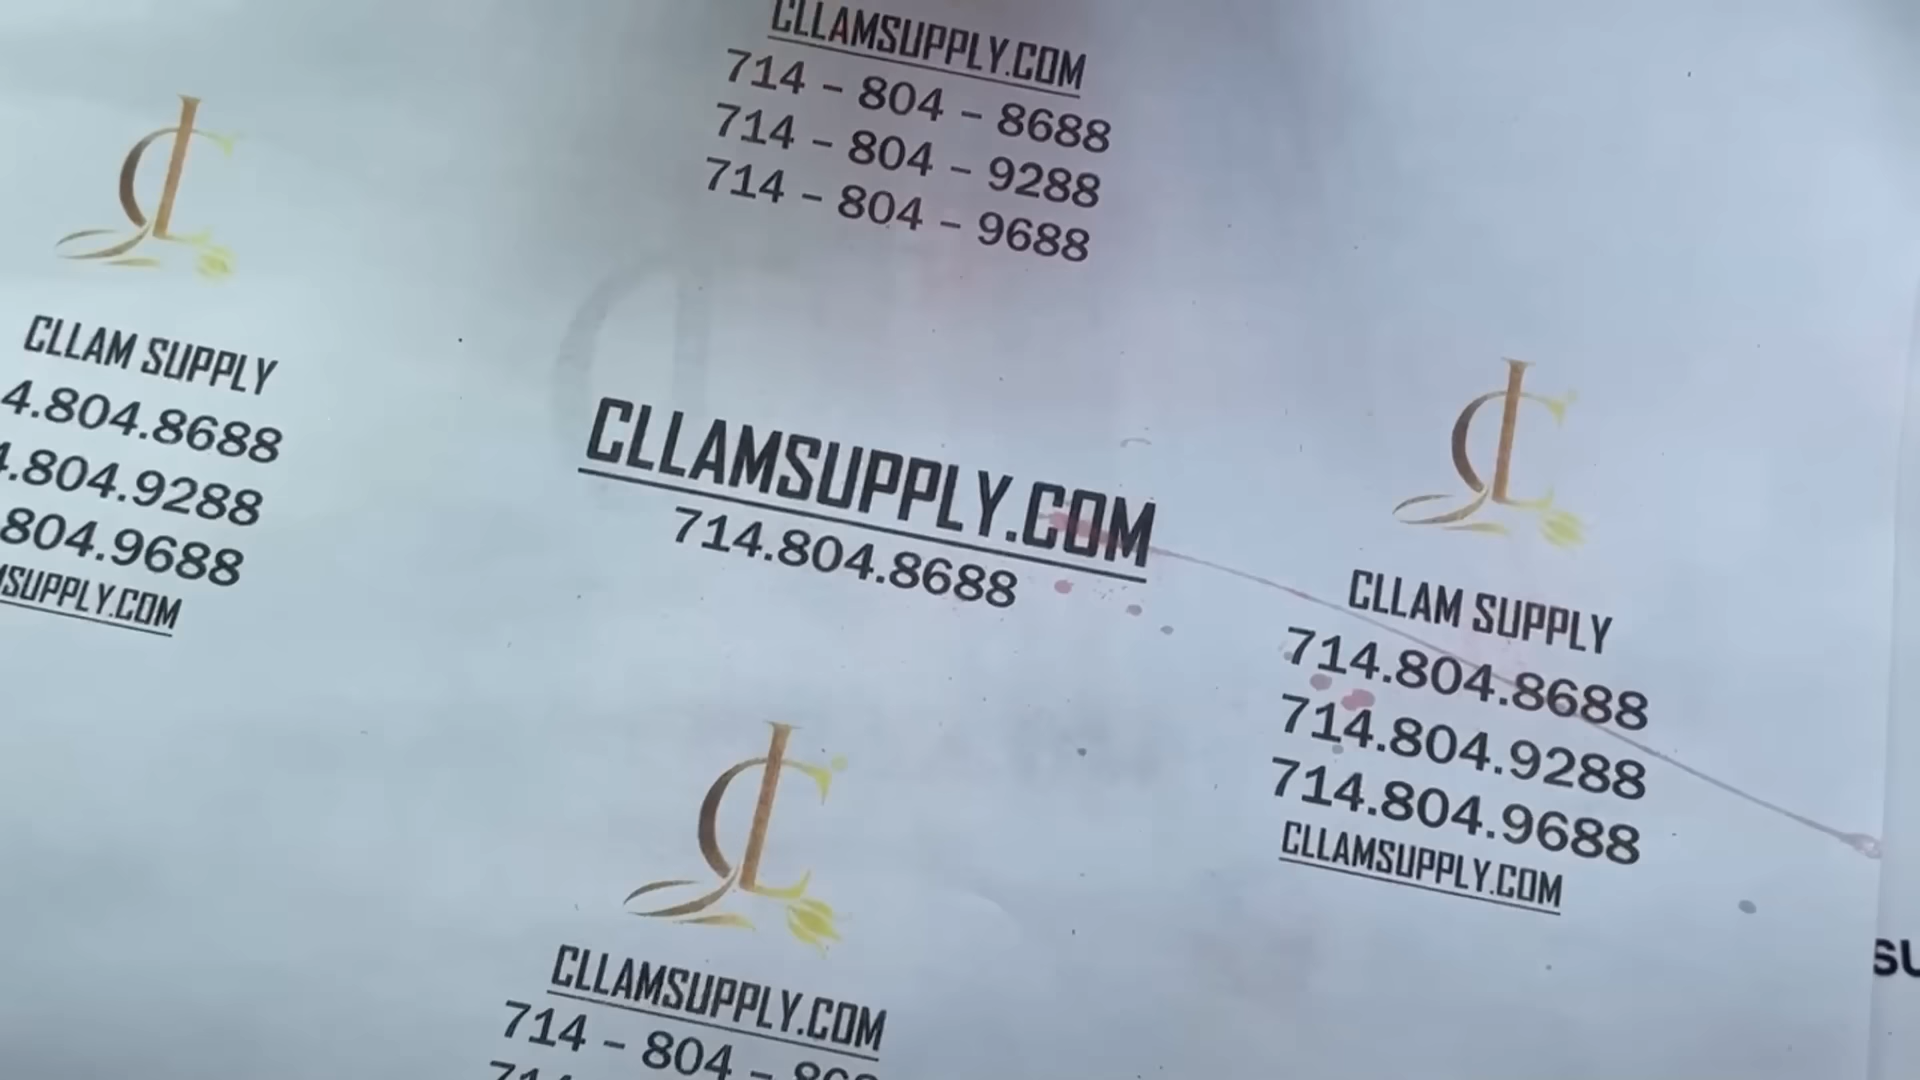 CLLAMSUPPLY.COM
714 - 804 - 8688
714 - 804 - 9288
714 - 804 - 9688
CLLAM SUPPLY
4.804.8688
.804.9288
804.9688
SUPPLY.COM
CLLAMSUPPLY.COM
714.804.8688
CLLAM SUPPLY
714.804.8688
714.804.9288
714.804.9688
CLLAMSUPPLY.COM
CLLAMSUPPLY.COM
714 - 804 -
SU